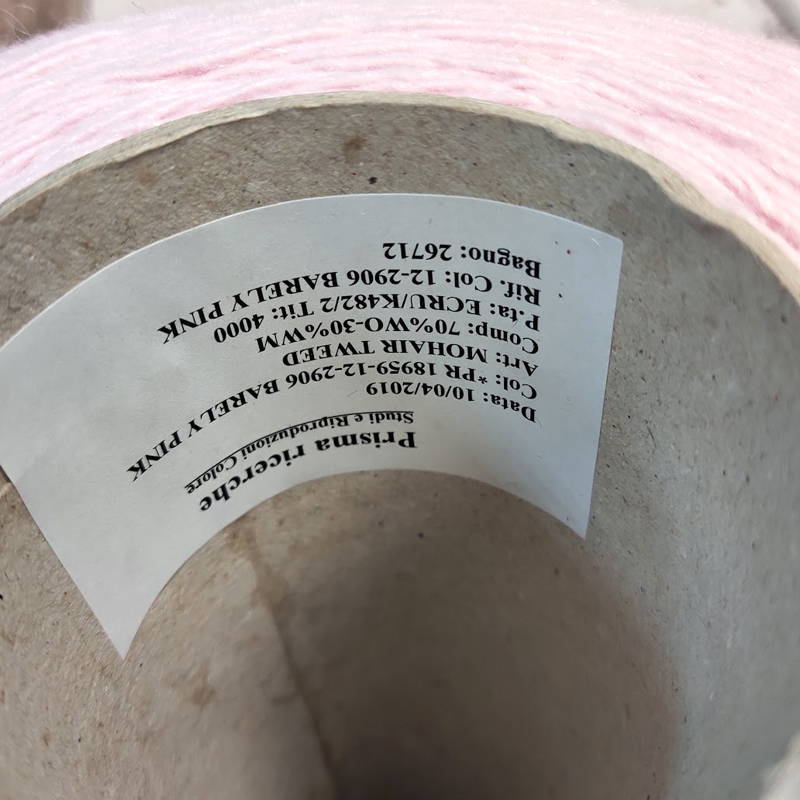 Prisma ricerche
Studi e Riproduzioni Colore
Data: 10/04/2019
Col: *PR 18959-12-2906 BARELY PINK
Art: MOHAIR TWEED
Comp: 70%WO-30%WM
P.ta: ECRU/K482/2 Tit: 4000
Rif. Col: 12-2906 BARELY PINK
Bagno: 26712